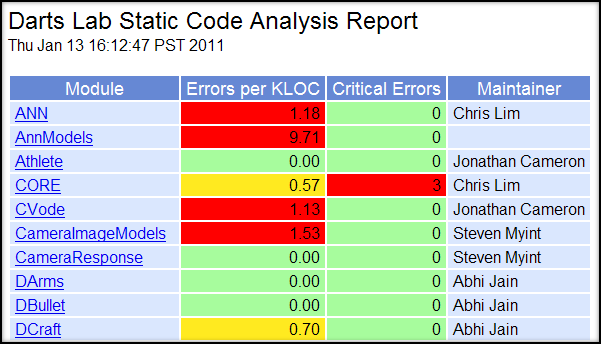 Darts Lab Static Code Analysis Report
Thu Jan 13 16:12:47 PST 2011
Module Errors per KLOC Critical Errors Maintainer
ANN 1.18 0 Chris Lim
AnnModels 9.71 0
Athlete 0.00 0 Jonathan Cameron
CORE 0.57 3 Chris Lim
CVode 1.13 0 Jonathan Cameron
CameraImageModels 1.53 0 Steven Myint
CameraResponse 0.00 0 Steven Myint
DArms 0.00 0 Abhi Jain
DBullet 0.00 0 Abhi Jain
DCraft 0.70 0 Abhi Jain